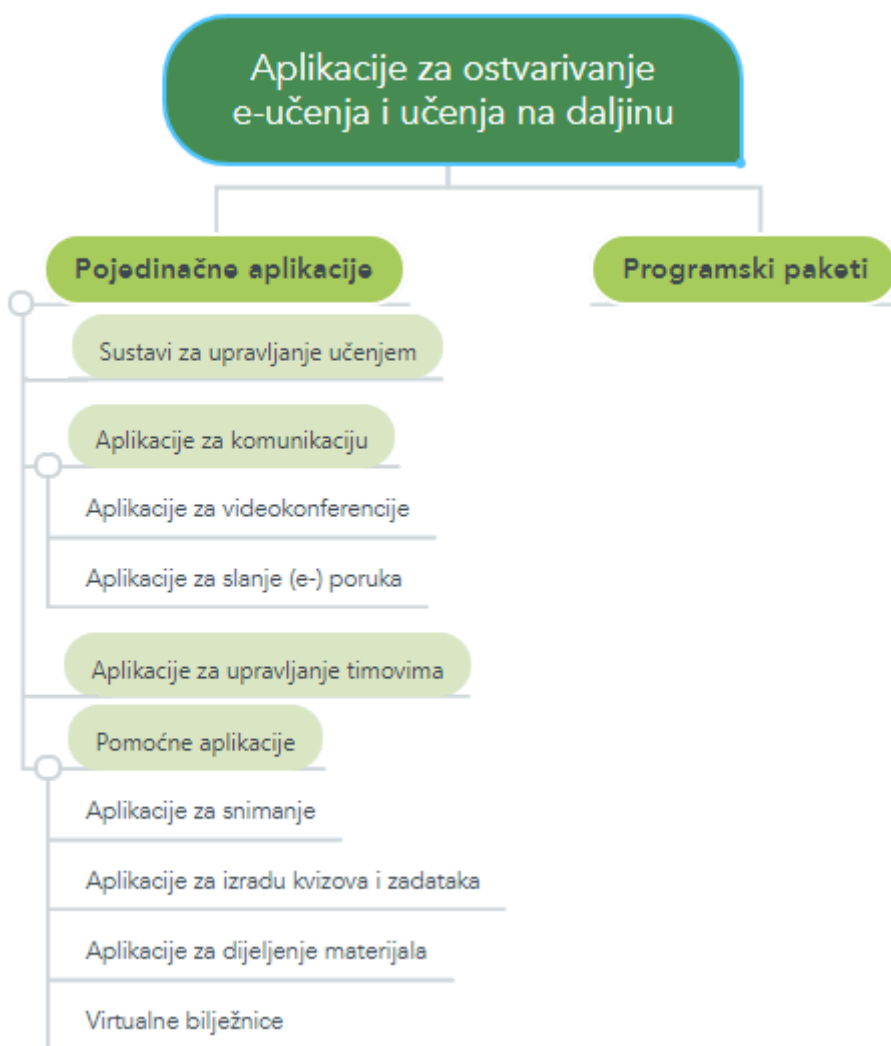 Aplikacije za ostvarivanje
e-učenja i učenja na daljinu
Pojedinačne aplikacije
Programski paketi
Sustavi za upravljanje učenjem
Aplikacije za komunikaciju
Aplikacije za videokonferencije
Aplikacije za slanje (e-) poruka
Aplikacije za upravljanje timovima
Pomoćne aplikacije
Aplikacije za snimanje
Aplikacije za izradu kvizova i zadataka
Aplikacije za dijeljenje materijala
Virtualne bilježnice